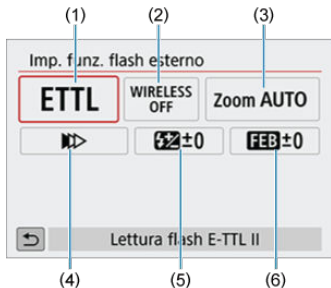 (1) (2) (3)
Imp. funz. flash esterno
ETTL WIRELESS OFF Zoom AUTO
±0 FEB±0
Lettura flash E-TTL II
(4) (5) (6)